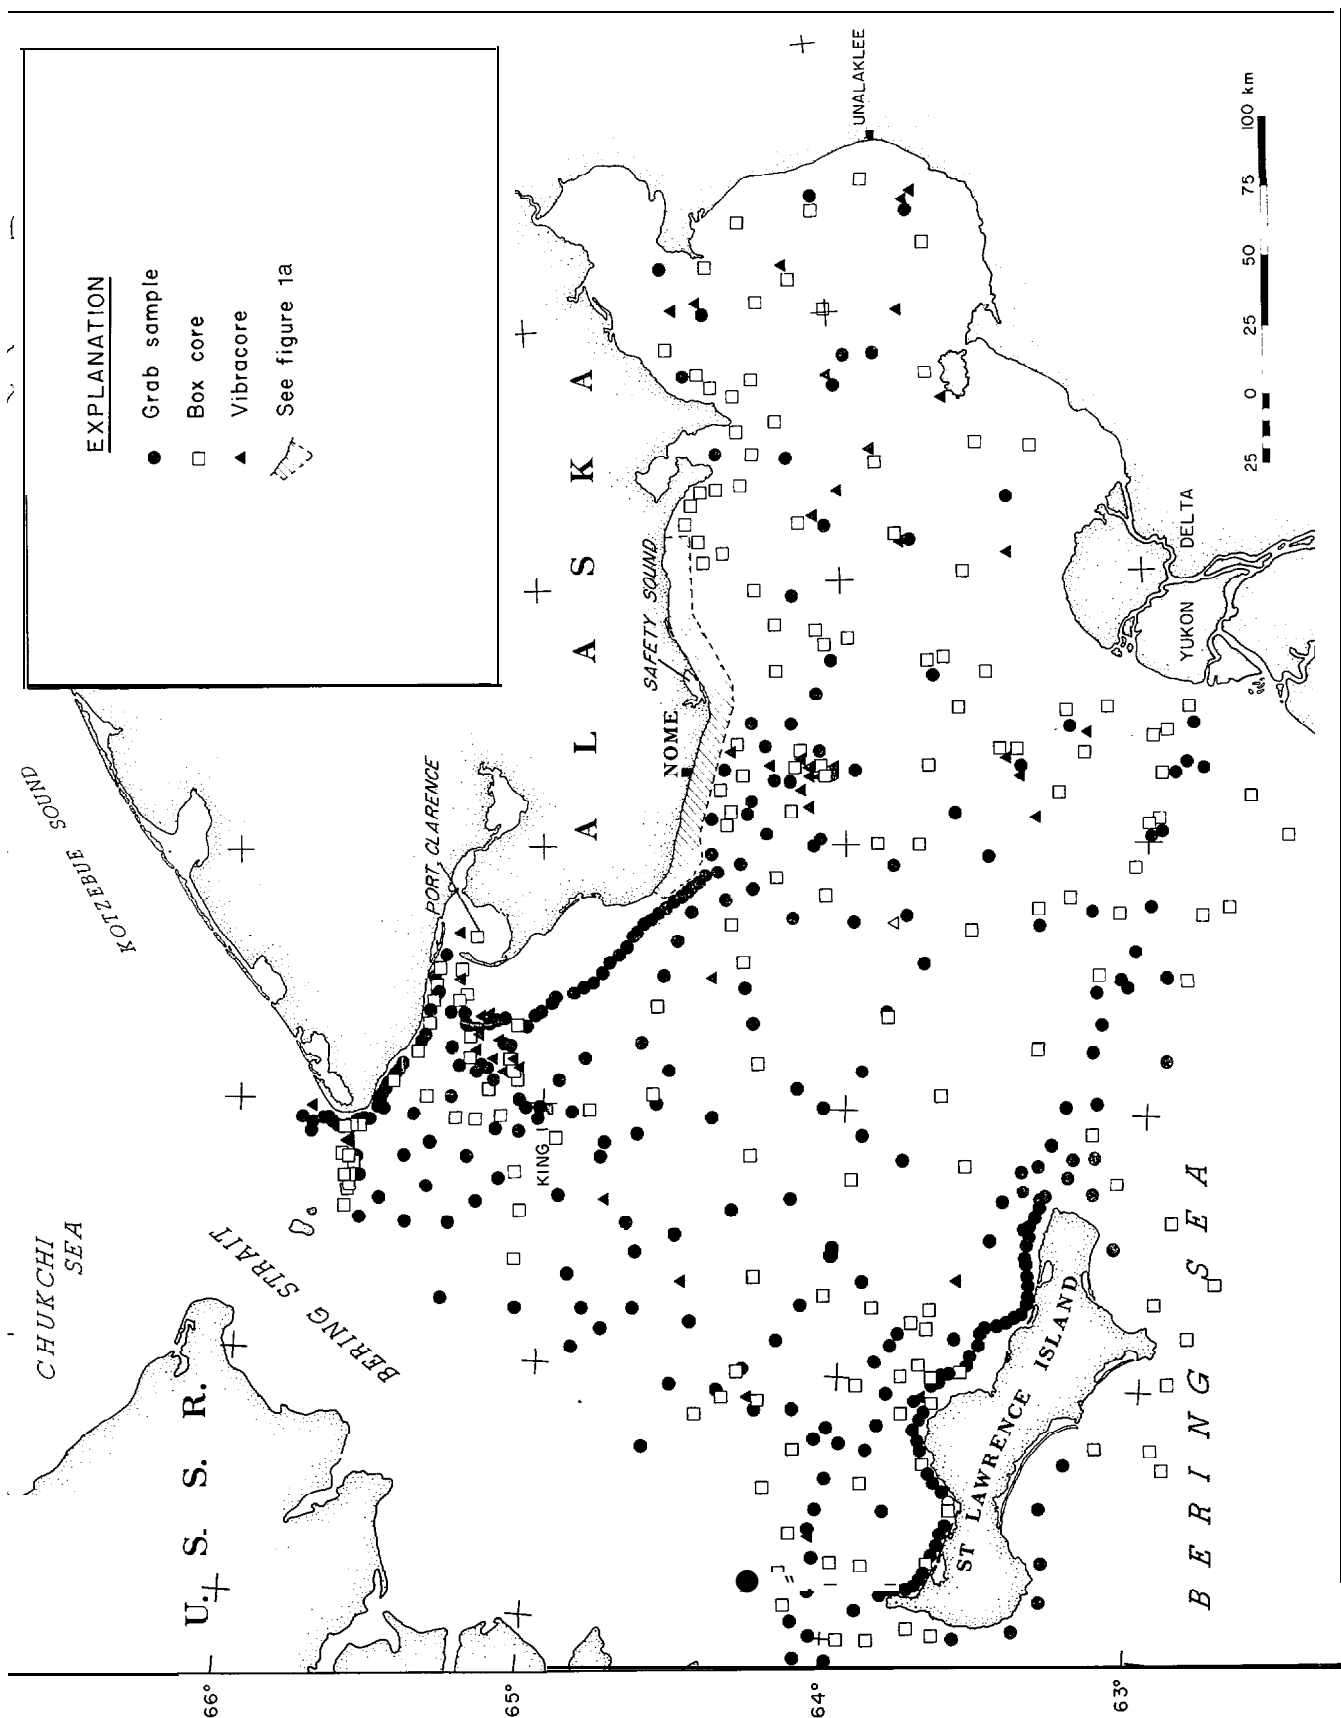 EXPLANATION
Grab sample
Box core
Vibracore
See figure 1a
CHUKCHI
SEA
KOTZEBUE SOUND
U. S. S. R.
BERING STRAIT
PORT CLARENCE
KING I
ALASKA
NOME
SAFETY SOUND
UNALAKLEE
YUKON DELTA
ST LAWRENCE ISLAND
BERING SEA
25 0 25 50 75 100 km
66°
65°
64°
63°